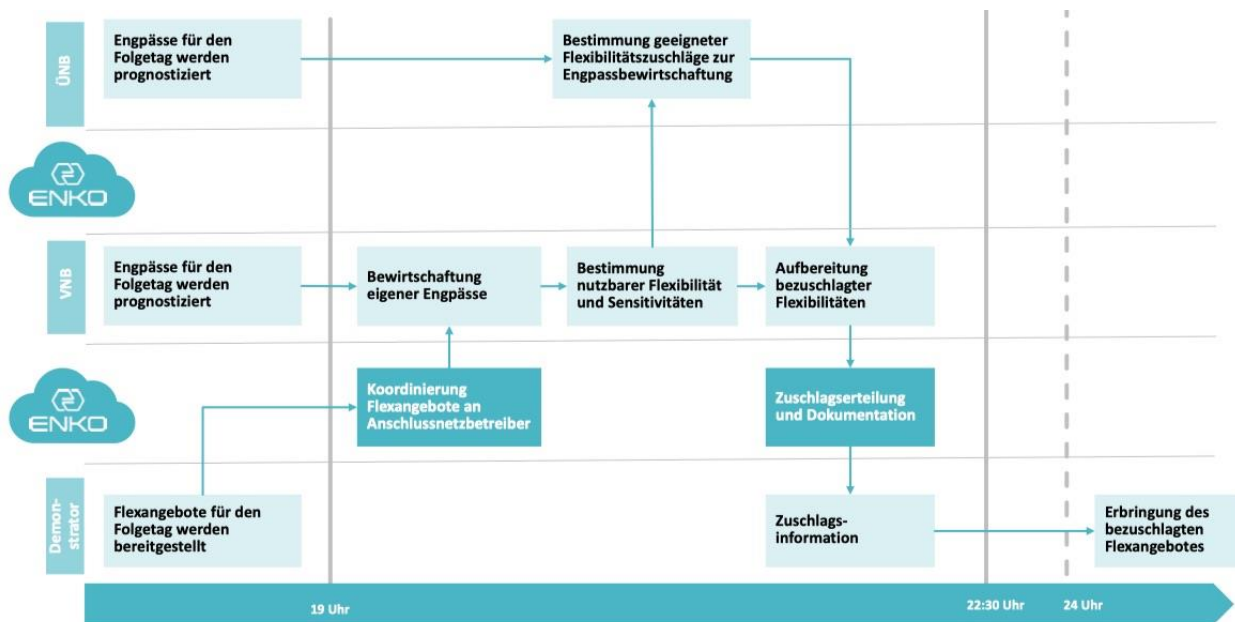 ÜNB
Engpässe für den
Folgetag werden
prognostiziert
Bestimmung geeigneter
Flexibilitätszuschläge zur
Engpassbewirtschaftung
ENKO
VNB
Engpässe für den
Folgetag werden
prognostiziert
Bewirtschaftung
eigener Engpässe
Bestimmung
nutzbarer Flexibilität
und Sensitivitäten
Aufbereitung
bezuschlagter
Flexibilitäten
ENKO
Koordinierung
Flexangebote an
Anschlussnetzbetreiber
Zuschlagserteilung
und Dokumentation
Demon-
strator
Flexangebote für den
Folgetag werden
bereitgestellt
Zuschlags-
information
Erbringung des
bezuschlagten
Flexangebotes
19 Uhr
22:30 Uhr
24 Uhr